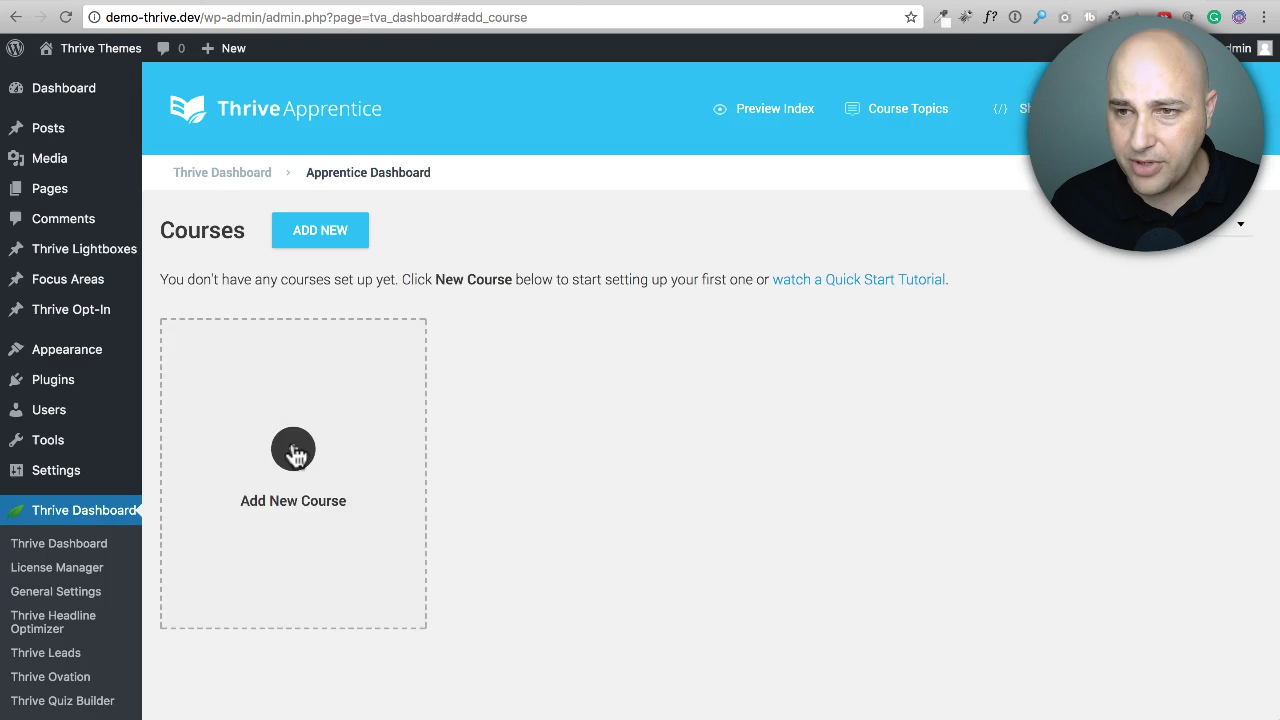 demo-thrive.dev/wp-admin/admin.php?page=tva_dashboard#add_course
Thrive Themes 0 New
Dashboard
Posts
Media
Pages
Comments
Thrive Lightboxes
Focus Areas
Thrive Opt-In
Appearance
Plugins
Users
Tools
Settings
Thrive Dashboard
Thrive Dashboard
License Manager
General Settings
Thrive Headline
Optimizer
Thrive Leads
Thrive Ovation
Thrive Quiz Builder
Thrive Apprentice
Preview Index
Course Topics
Thrive Dashboard > Apprentice Dashboard
Courses ADD NEW
You don't have any courses set up yet. Click New Course below to start setting up your first one or watch a Quick Start Tutorial.
Add New Course